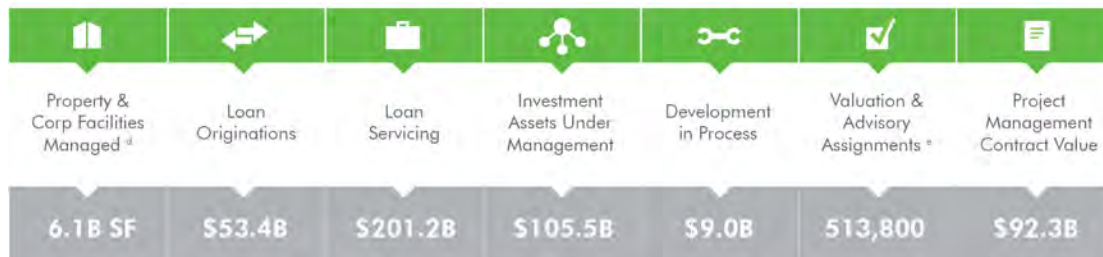 Property &
Corp Facilities
Managed ᵈ
Loan
Originations
Loan
Servicing
Investment
Assets Under
Management
Development
in Process
Valuation &
Advisory
Assignments ᵉ
Project
Management
Contract Value
6.1B SF
$53.4B
$201.2B
$105.5B
$9.0B
513,800
$92.3B